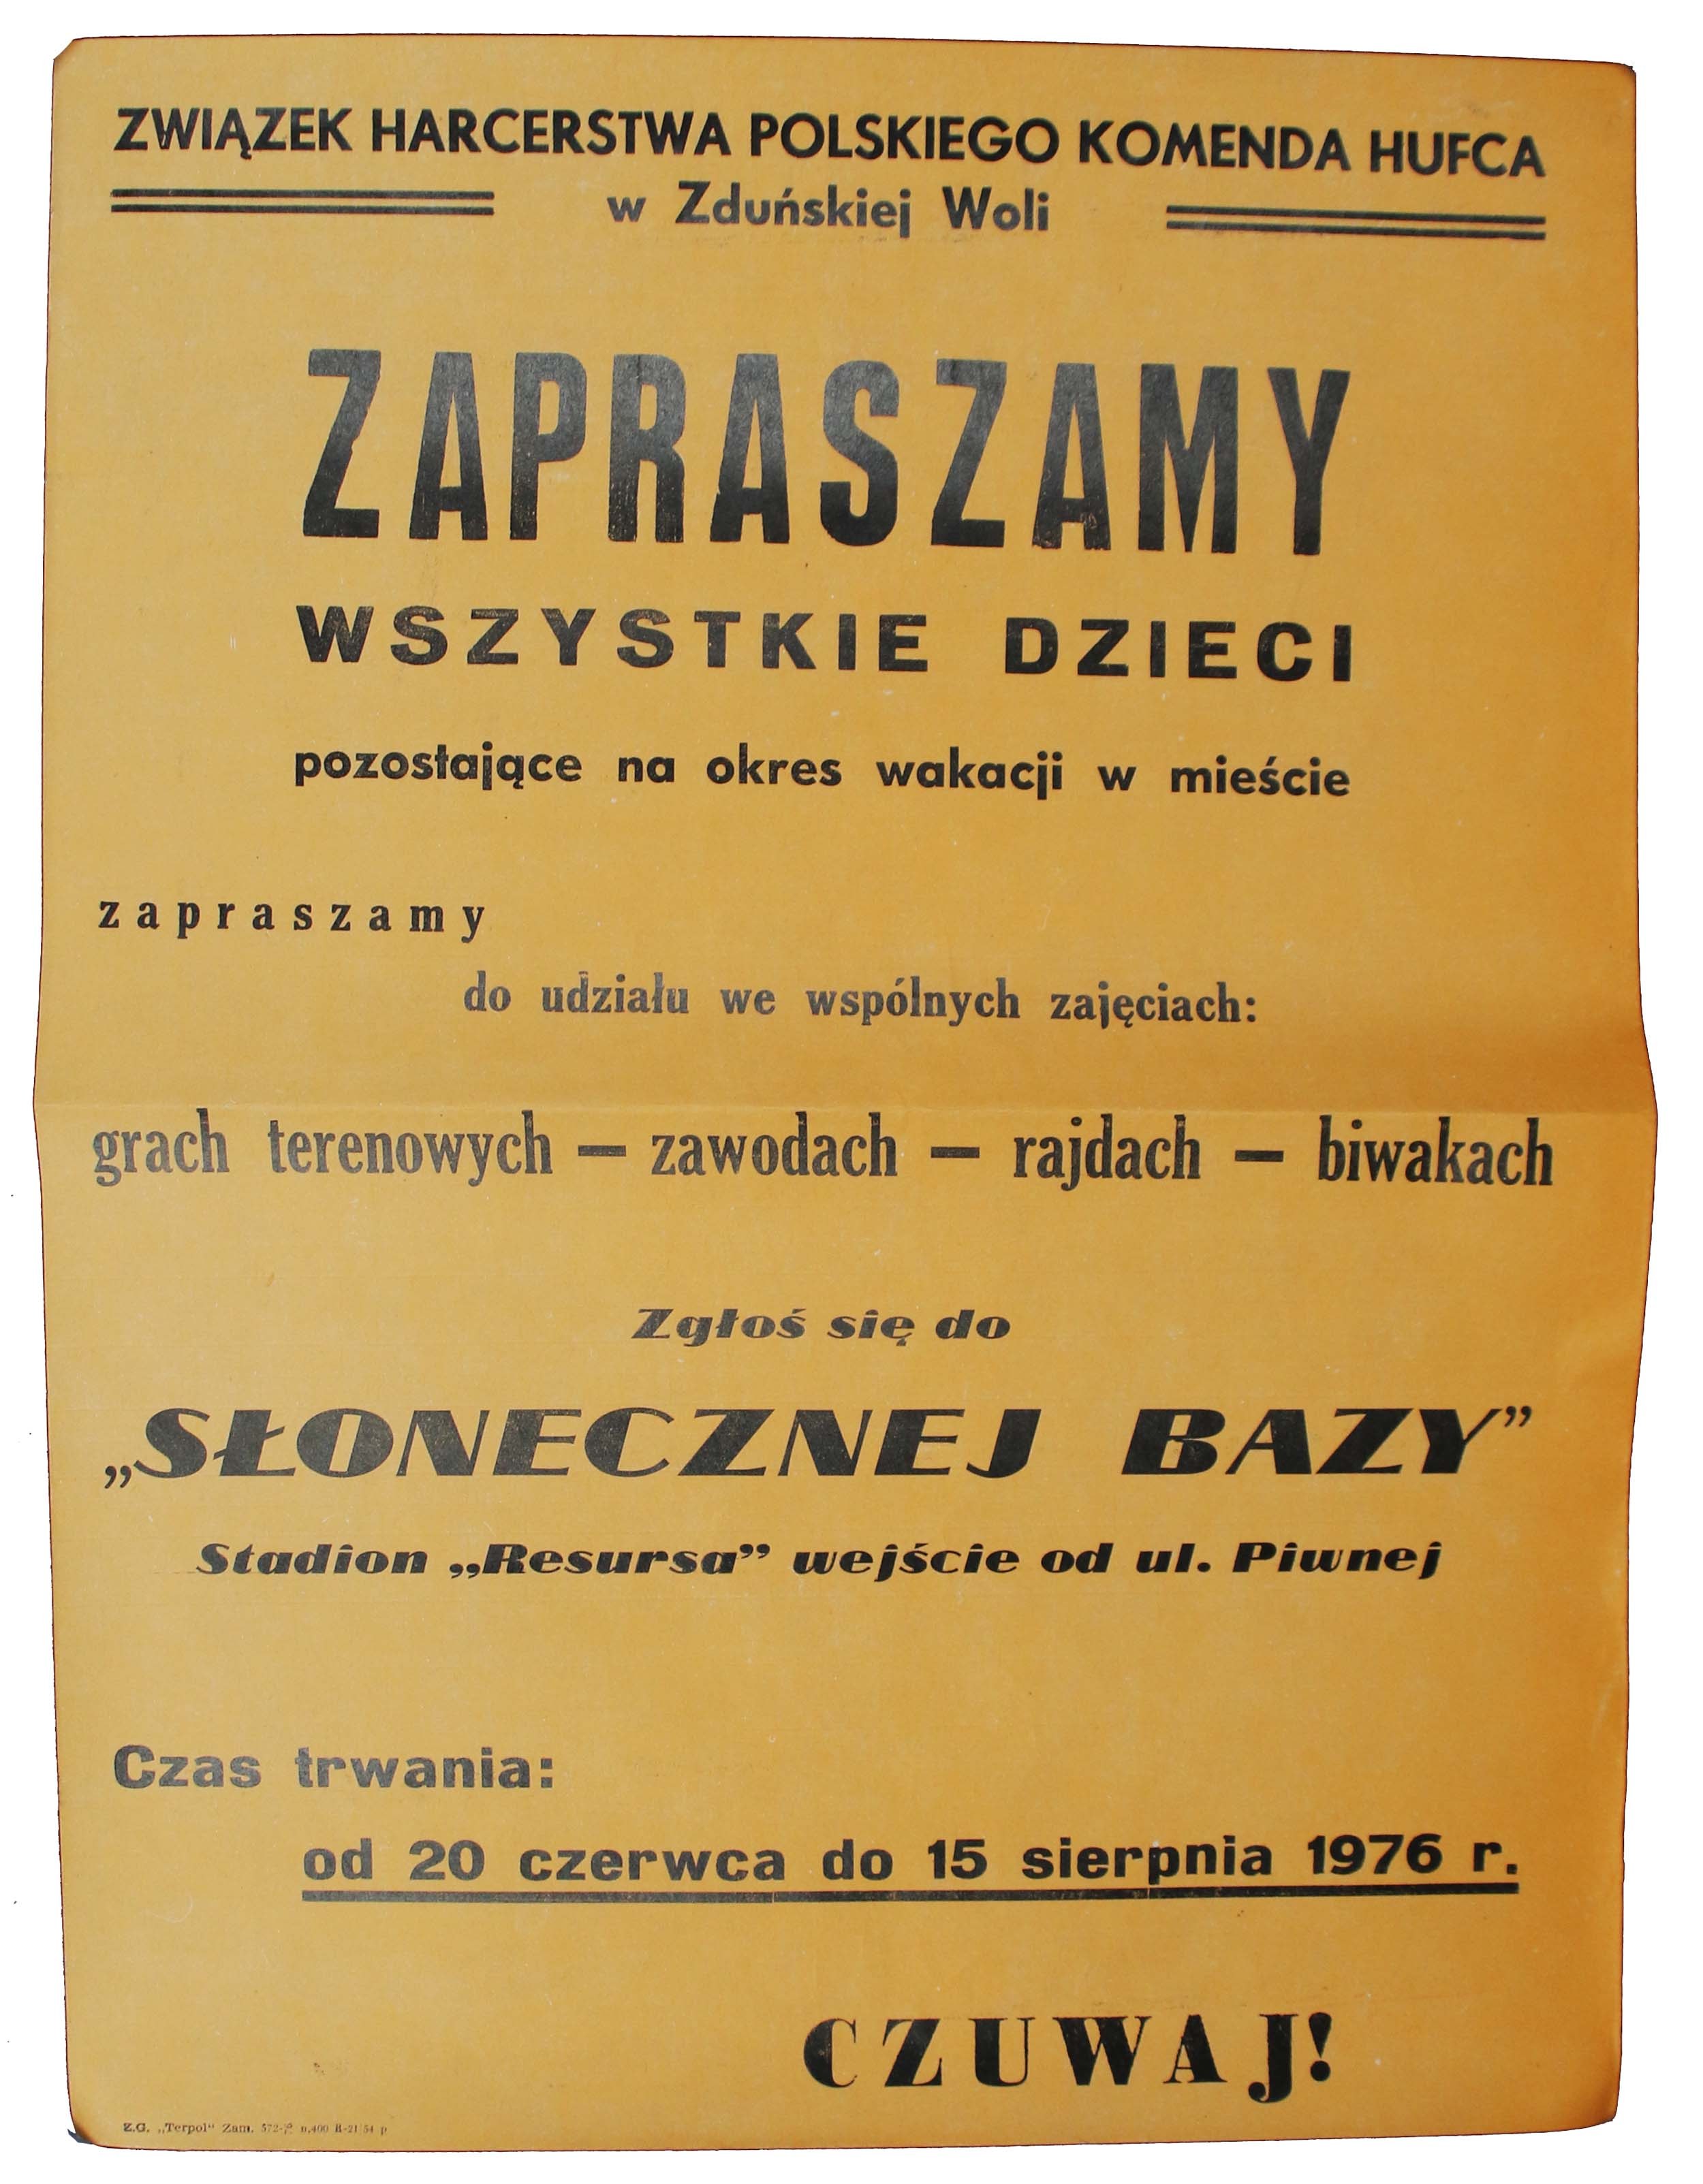 ZWIĄZEK HARCERSTWA POLSKIEGO KOMENDA HUFCA
w Zduńskiej Woli
ZAPRASZAMY
WSZYSTKIE DZIECI
pozostające na okres wakacji w mieście
zapraszamy
do udziału we wspólnych zajęciach:
grach terenowych — zawodach — rajdach — biwakach
Zgłoś się do
„SŁONECZNEJ BAZY”
Stadion „Resursa” wejście od ul. Piwnej
Czas trwania:
od 20 czerwca do 15 sierpnia 1976 r.
CZUWAJ!
Z.G. „Terpol” Zam.